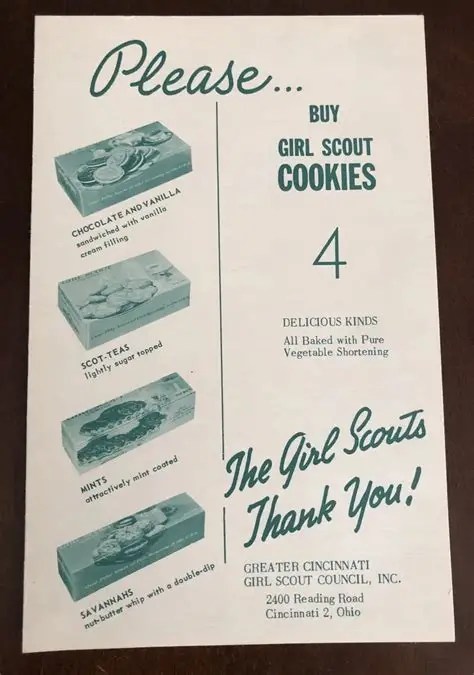 Please...
BUY
GIRL SCOUT
COOKIES
4
DELICIOUS KINDS
All Baked with Pure
Vegetable Shortening
CHOCOLATE AND VANILLA
sandwiched with vanilla
cream filling
SCOT-TEAS
lightly sugar topped
MINTS
attractively mint coated
SAVANNAHS
nut-butter whip with a double-dip
The Girl Scouts
Thank You!
GREATER CINCINNATI
GIRL SCOUT COUNCIL, INC.
2400 Reading Road
Cincinnati 2, Ohio